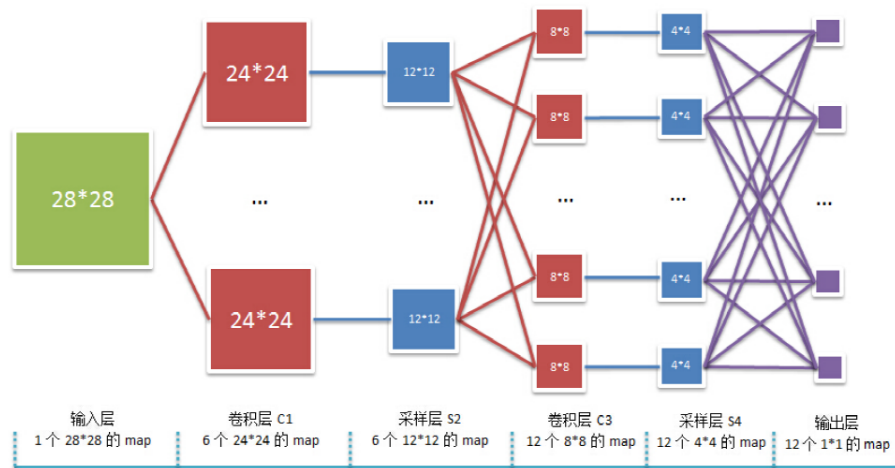 28*28
24*24
...
24*24
12*12
...
12*12
8*8
8*8
...
8*8
8*8
4*4
4*4
...
4*4
4*4
...
输入层
1 个 28*28 的 map
卷积层 C1
6 个 24*24 的 map
采样层 S2
6 个 12*12 的 map
卷积层 C3
12 个 8*8 的 map
采样层 S4
12 个 4*4 的 map
输出层
12 个 1*1 的 map